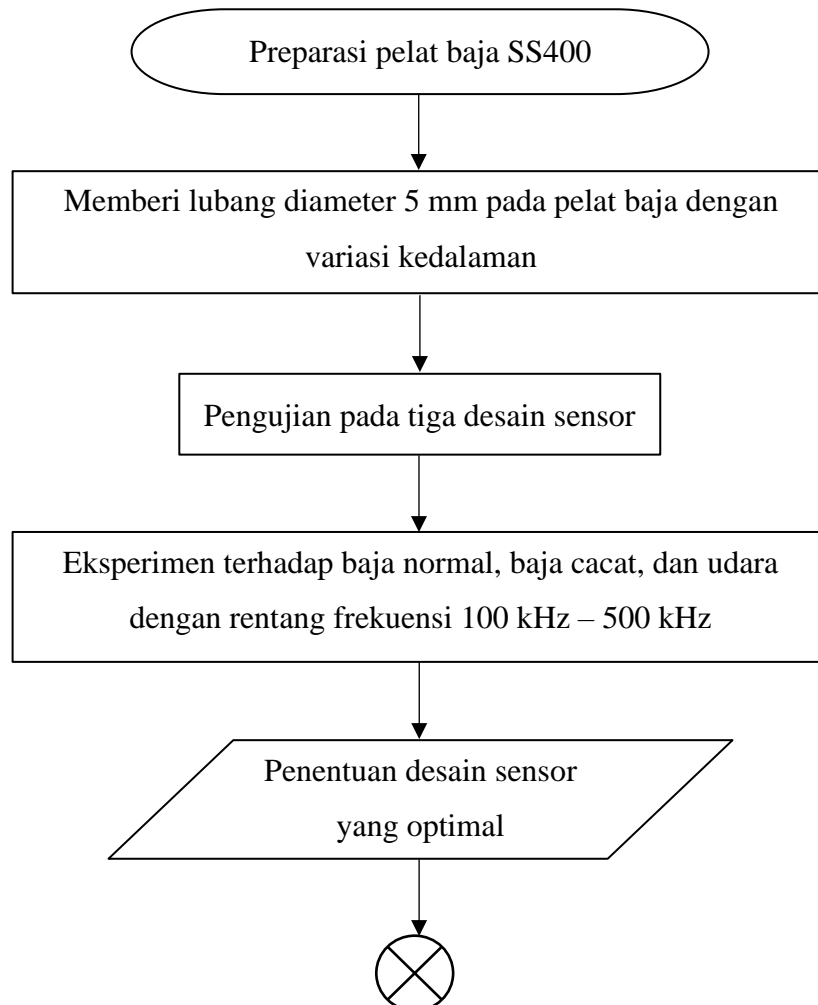 Preparasi pelat baja SS400
Memberi lubang diameter 5 mm pada pelat baja dengan
variasi kedalaman
Pengujian pada tiga desain sensor
Eksperimen terhadap baja normal, baja cacat, dan udara
dengan rentang frekuensi 100 kHz – 500 kHz
Penentuan desain sensor
yang optimal